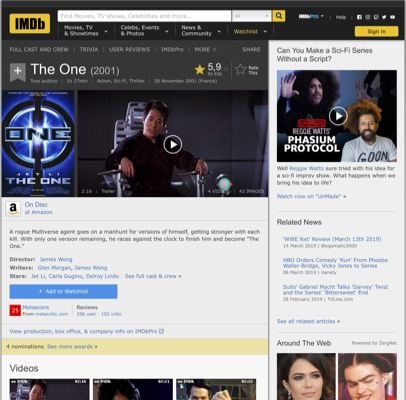 IMDb
Find Movies, TV shows, Celebrities and more...
All
IMDbPro
Help
Movies, TV & Showtimes
Celebs, Events & Photos
News & Community
Watchlist
Sign in
FULL CAST AND CREW | TRIVIA | USER REVIEWS | IMDbPro | MORE
SHARE
The One (2001)
Tous publics | 1h 27min | Action, Sci-Fi, Thriller | 28 November 2001 (France)
5,9
Rate This
ONE
JET LI
THE ONE
2:16 | Trailer
4 VIDEOS
43 IMAGES
On Disc
at Amazon
A rogue Multiverse agent goes on a manhunt for versions of himself, getting stronger with each
kill. With only one version remaining, he races against the clock to finish him and become "The
One."
Director: James Wong
Writers: Glen Morgan, James Wong
Stars: Jet Li, Carla Gugino, Delroy Lindo | See full cast & crew »
+ Add to Watchlist
25
Metascore
From metacritic.com
Reviews
296 user | 102 critic
View production, box office, & company info on IMDbPro
4 nominations. See more awards »
Videos
02:16
02:21
02:22
Can You Make a Sci-Fi Series
Without a Script?
REGGIE WATTS'
PHASIUM
PROTOCOL
Well Reggie Watts sure tried with his idea for
a sci-fi improv show. What happens when we
bring his idea to life?
Watch now on "UnMade" »
Related News
'WWE Nxt' Review (March 13th 2019)
14 March 2019 | Blogomatic3000
HBO Orders Comedy 'Run' From Phoebe
Waller-Bridge, Vicky Jones to Series
06 March 2019 | Variety
Suits' Gabriel Macht Talks 'Darvey' Twist
and the Series' 'Bittersweet' End
28 February 2019 | TVLine.com
See all related articles »
Around The Web
Powered by ZergNet